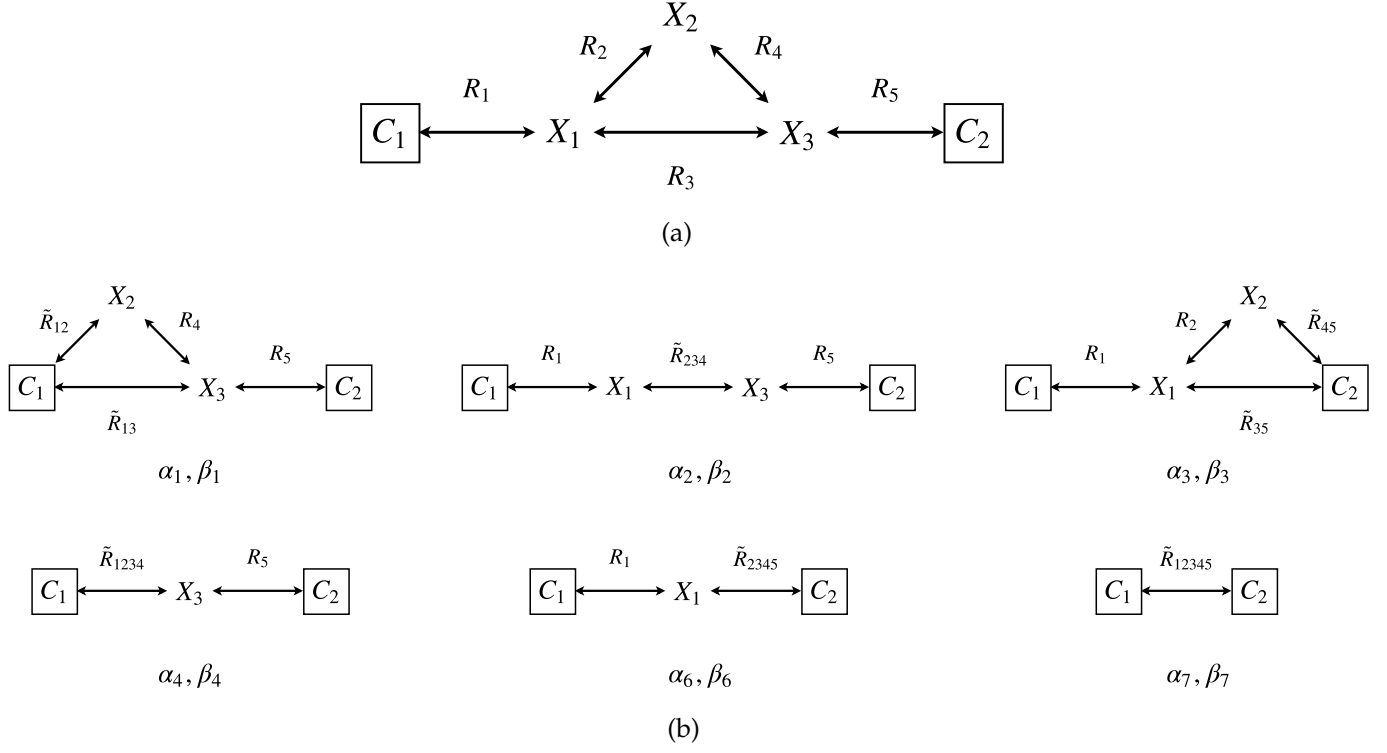 X₂
R₂ R₄
R₁ R₅
C₁ X₁ X₃ C₂
R₃
(a)
X₂ X₂
R̃₁₂ R₄ R₂ R̃₄₅
R₅ R₁ R̃₂₃₄ R₅ R₁
C₁ X₃ C₂ C₁ X₁ X₃ C₂ C₁ X₁ C₂
R̃₁₃ R̃₃₅
α₁, β₁ α₂, β₂ α₃, β₃
R̃₁₂₃₄ R₅ R₁ R̃₂₃₄₅ R̃₁₂₃₄₅
C₁ X₃ C₂ C₁ X₁ C₂ C₁ C₂
α₄, β₄ α₆, β₆ α₇, β₇
(b)